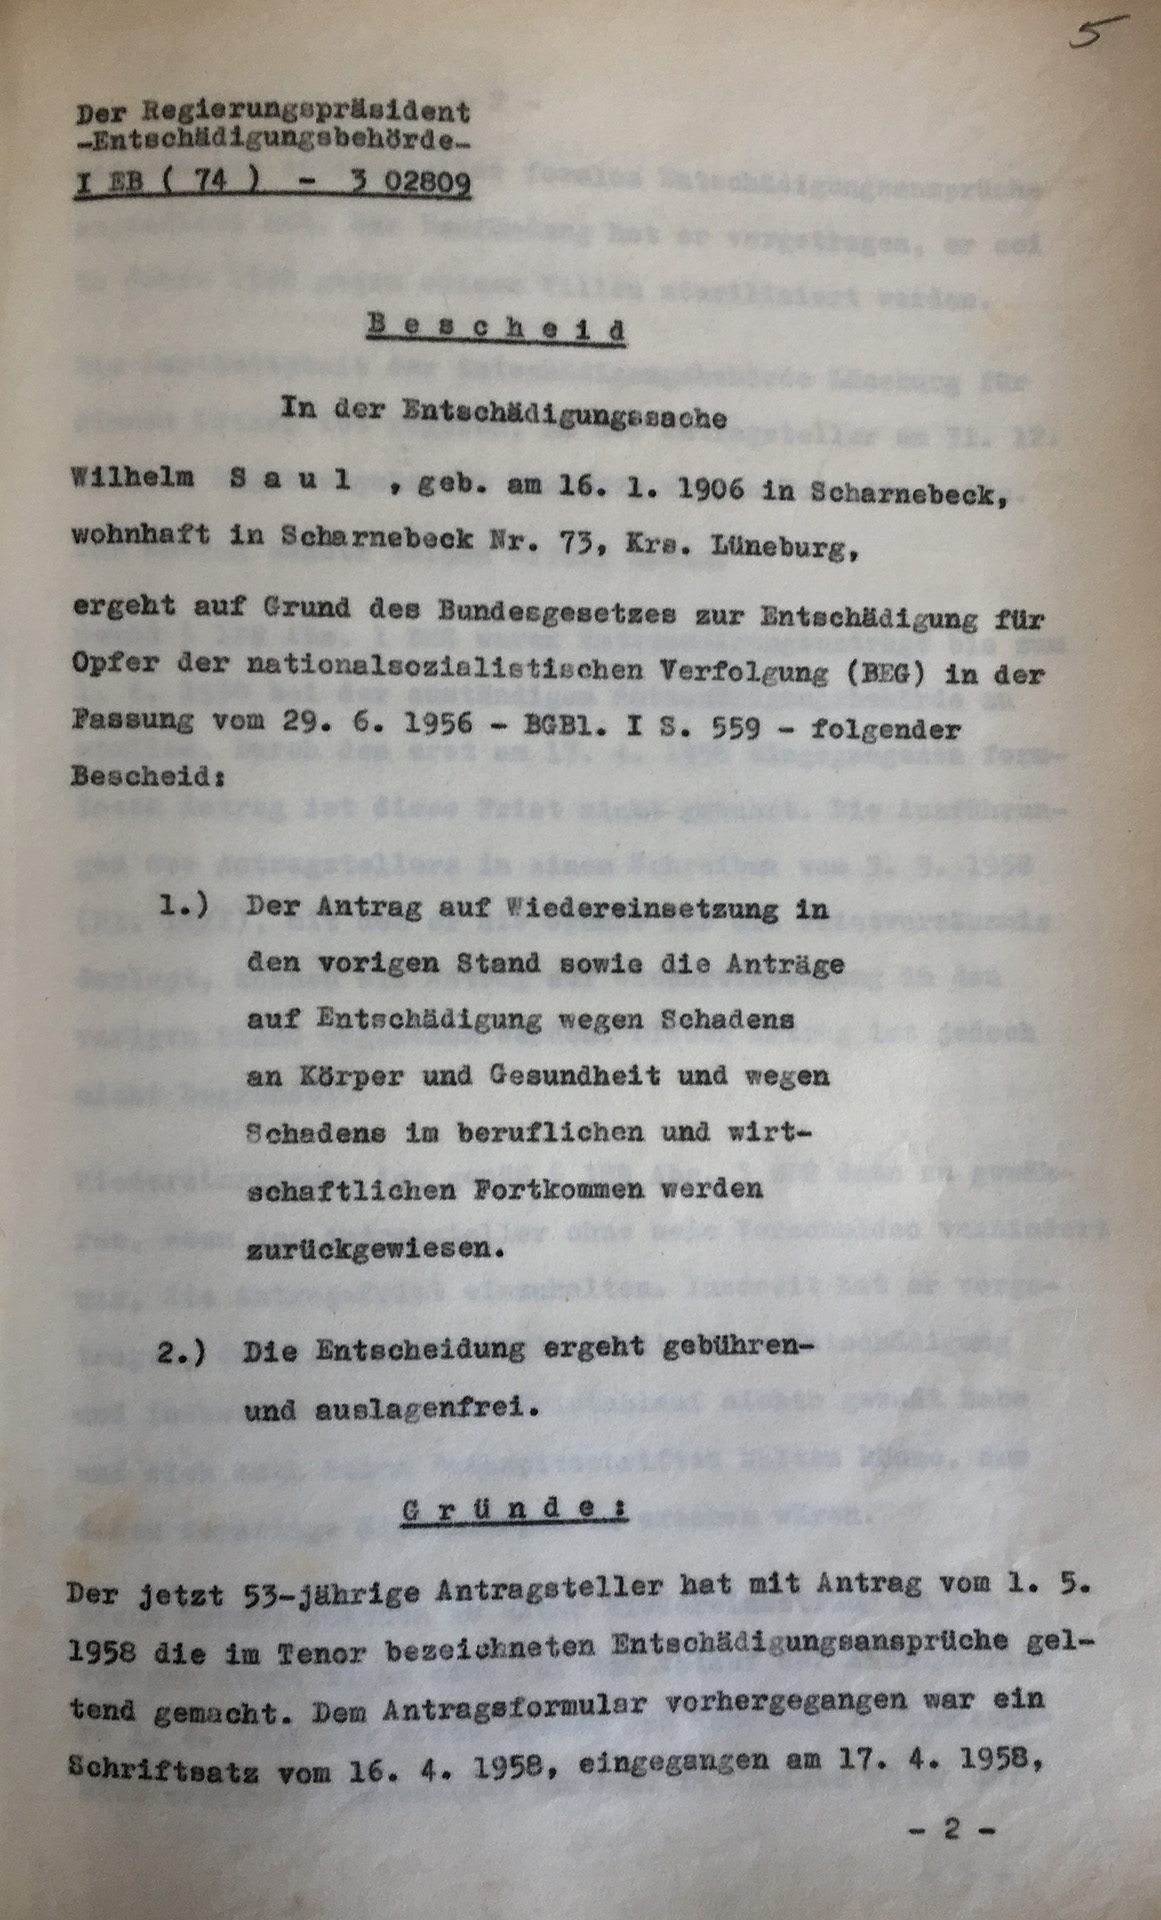 5
Der Regierungspräsident
-Entschädigungsbehörde-
I EB ( 74 ) - 3 02809
B e s c h e i d
In der Entschädigungssache
Wilhelm S a u l , geb. am 16. 1. 1906 in Scharnebeck,
wohnhaft in Scharnebeck Nr. 73, Krs. Lüneburg,
ergeht auf Grund des Bundesgesetzes zur Entschädigung für
Opfer der nationalsozialistischen Verfolgung (BEG) in der
Fassung vom 29. 6. 1956 - BGBl. I S. 559 - folgender
Bescheid:
1.) Der Antrag auf Wiedereinsetzung in
den vorigen Stand sowie die Anträge
auf Entschädigung wegen Schadens
an Körper und Gesundheit und wegen
Schadens im beruflichen und wirt-
schaftlichen Fortkommen werden
zurückgewiesen.
2.) Die Entscheidung ergeht gebühren-
und auslagenfrei.
G r ü n d e :
Der jetzt 53-jährige Antragsteller hat mit Antrag vom 1. 5.
1958 die im Tenor bezeichneten Entschädigungsansprüche gel-
tend gemacht. Dem Antragsformular vorhergegangen war ein
Schriftsatz vom 16. 4. 1958, eingegangen am 17. 4. 1958,
- 2 -